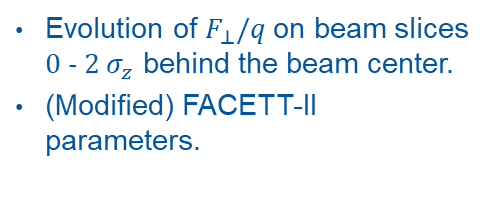 • Evolution of F⊥/q on beam slices
0 - 2 σz behind the beam center.
• (Modified) FACETT-II
parameters.